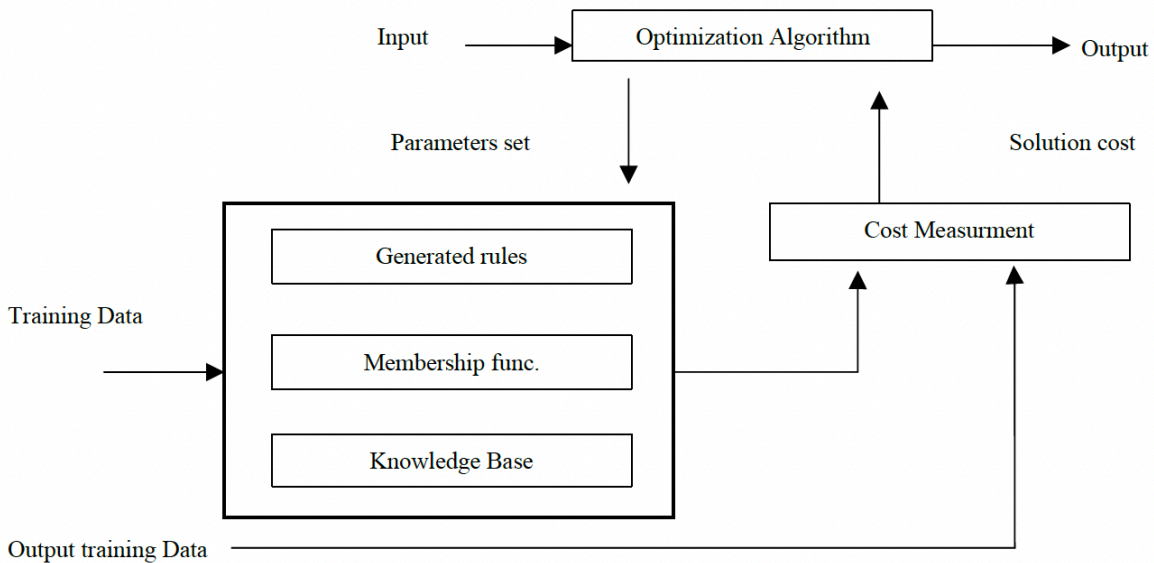 Input
Optimization Algorithm
Output
Parameters set
Solution cost
Cost Measurment
Generated rules
Training Data
Membership func.
Knowledge Base
Output training Data